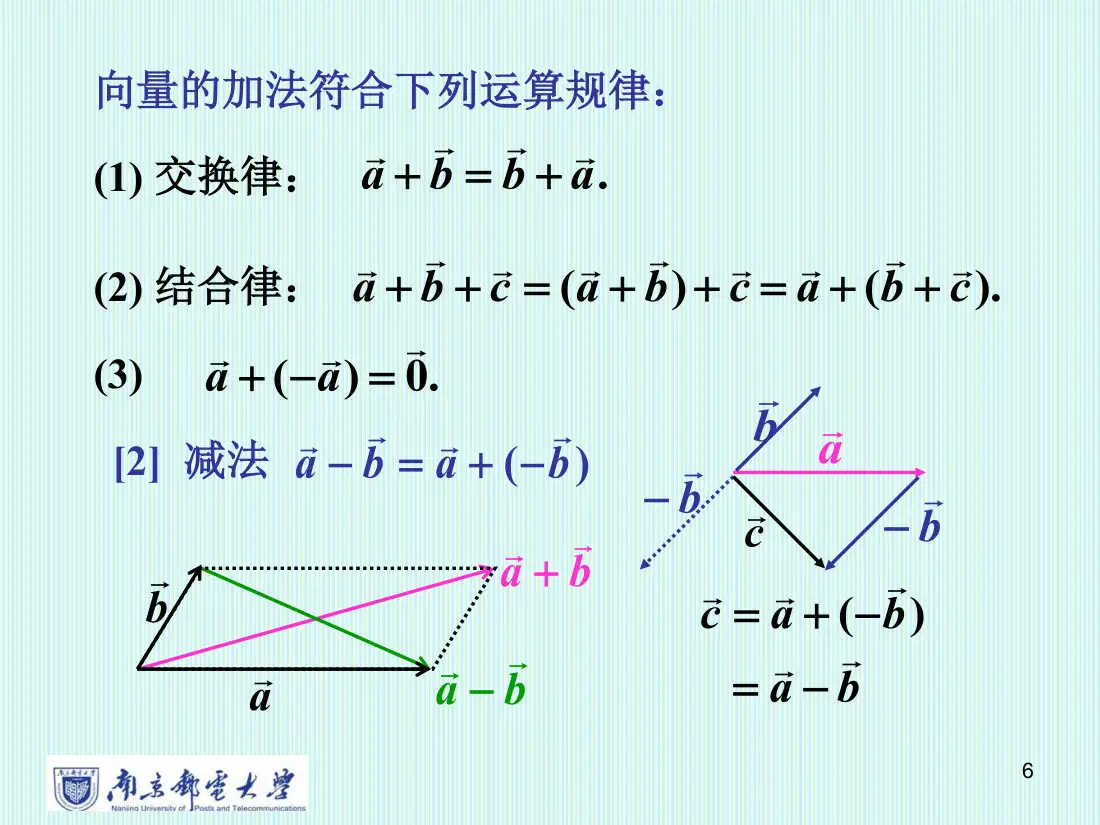 向量的加法符合下列运算规律：
(1) 交换律： a⃗ + b⃗ = b⃗ + a⃗.
(2) 结合律： a⃗ + b⃗ + c⃗ = (a⃗ + b⃗) + c⃗ = a⃗ + (b⃗ + c⃗).
(3) a⃗ + (−a⃗) = 0⃗.
[2] 减法 a⃗ − b⃗ = a⃗ + (−b⃗)
b⃗
a⃗
− b⃗
c⃗
− b⃗
a⃗ + b⃗
b⃗
a⃗
a⃗ − b⃗
c⃗ = a⃗ + (−b⃗)
= a⃗ − b⃗
南京郵電大學
Nanjing University of Posts and Telecommunications
6